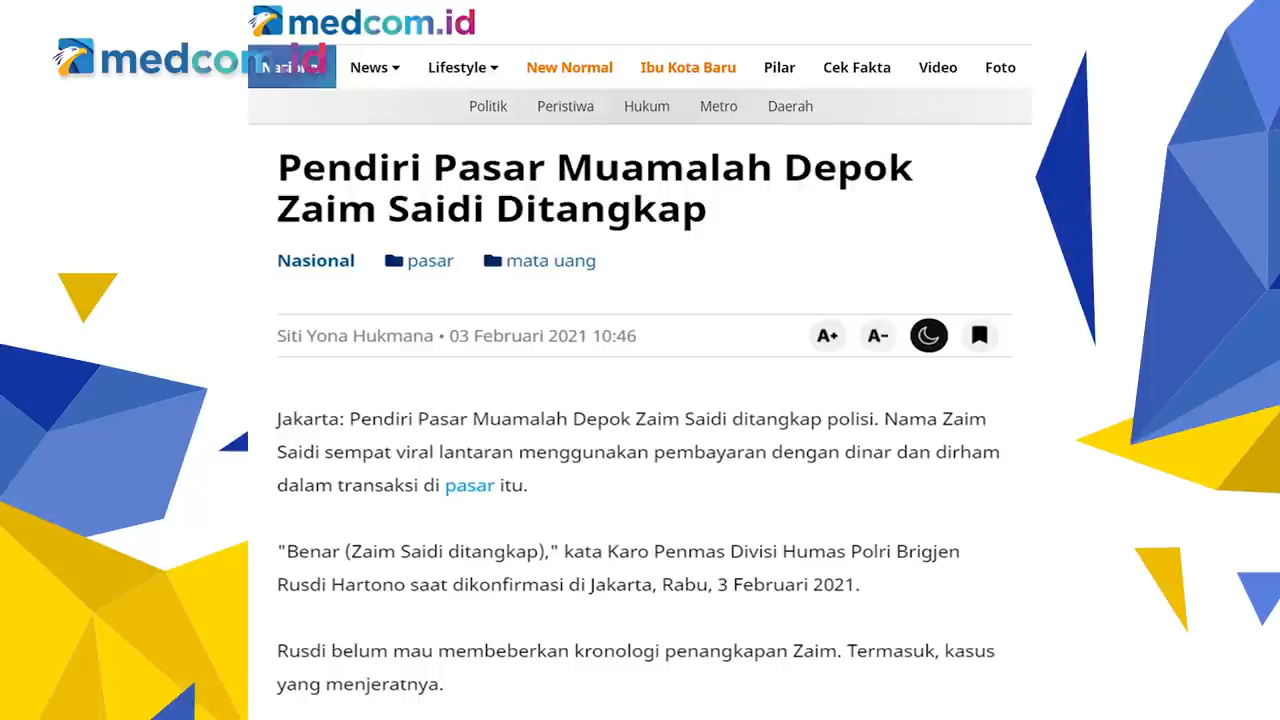 medcom.id
medcom.id
Nasional News Lifestyle New Normal Ibu Kota Baru Pilar Cek Fakta Video Foto
Politik Peristiwa Hukum Metro Daerah
Pendiri Pasar Muamalah Depok
Zaim Saidi Ditangkap
Nasional pasar mata uang
Siti Yona Hukmana • 03 Februari 2021 10:46 A+ A-
Jakarta: Pendiri Pasar Muamalah Depok Zaim Saidi ditangkap polisi. Nama Zaim
Saidi sempat viral lantaran menggunakan pembayaran dengan dinar dan dirham
dalam transaksi di pasar itu.
"Benar (Zaim Saidi ditangkap)," kata Karo Penmas Divisi Humas Polri Brigjen
Rusdi Hartono saat dikonfirmasi di Jakarta, Rabu, 3 Februari 2021.
Rusdi belum mau membeberkan kronologi penangkapan Zaim. Termasuk, kasus
yang menjeratnya.